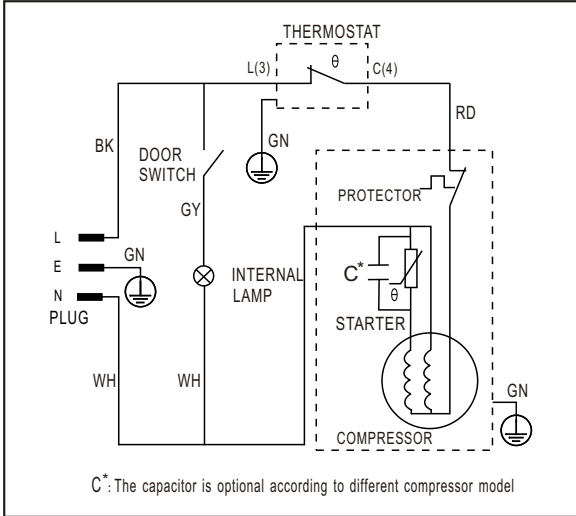 THERMOSTAT
L(3) θ C(4)
RD
BK
DOOR
SWITCH
GN
PROTECTOR
GY
L
E GN
N
PLUG
INTERNAL
LAMP
C*
θ
STARTER
WH
WH
GN
COMPRESSOR
C*: The capacitor is optional according to different compressor model